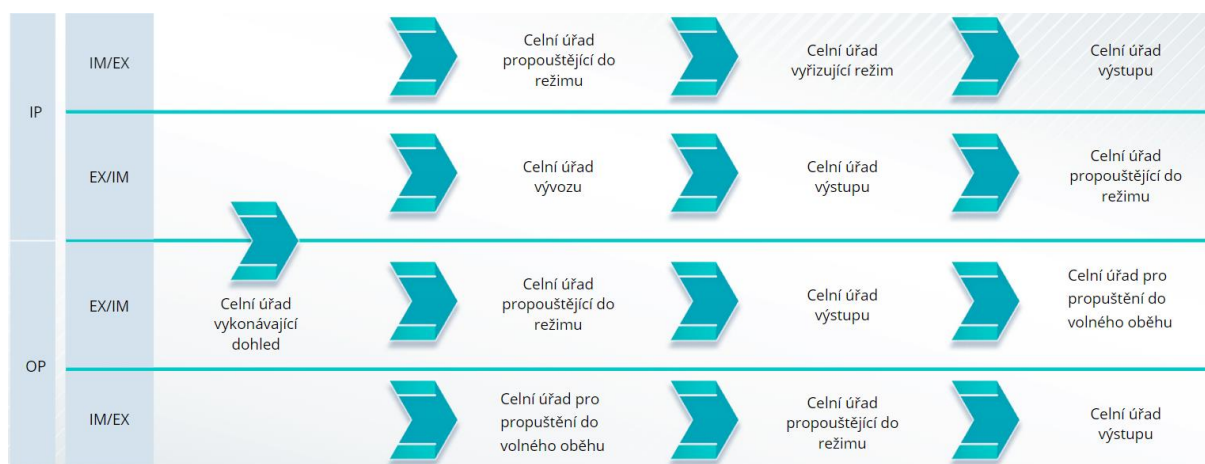 IP
IM/EX
Celní úřad
propouštějící do
režimu
Celní úřad
vyřizující režim
Celní úřad
výstupu
EX/IM
Celní úřad
vývozu
Celní úřad
výstupu
Celní úřad
propouštějící do
režimu
Celní úřad
vykonávající
dohled
OP
EX/IM
Celní úřad
propouštějící do
režimu
Celní úřad
výstupu
Celní úřad pro
propuštění do
volného oběhu
IM/EX
Celní úřad pro
propuštění do
volného oběhu
Celní úřad
propouštějící do
režimu
Celní úřad
výstupu